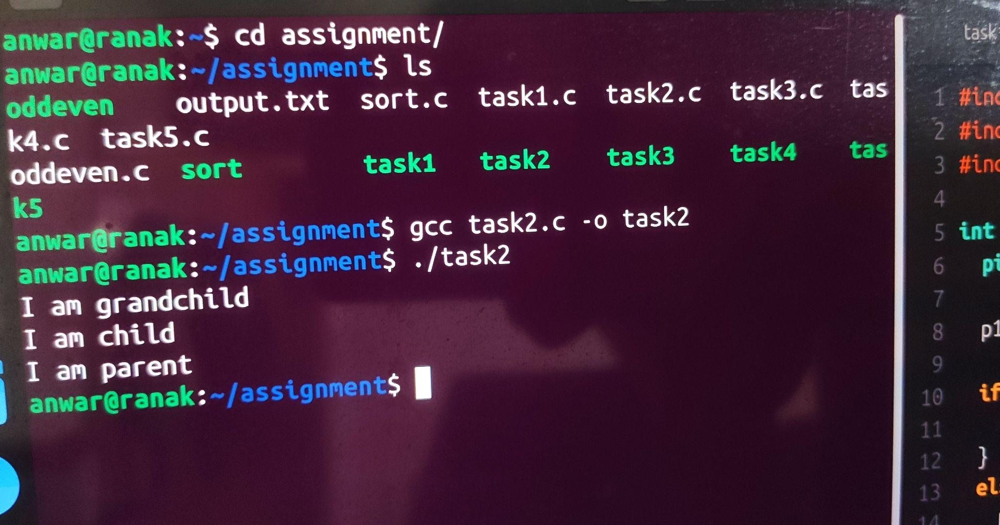 anwar@ranak:~$ cd assignment/
anwar@ranak:~/assignment$ ls
oddeven output.txt sort.c task1.c task2.c task3.c tas
k4.c task5.c
oddeven.c sort task1 task2 task3 task4 tas
k5
anwar@ranak:~/assignment$ gcc task2.c -o task2
anwar@ranak:~/assignment$ ./task2
I am grandchild
I am child
I am parent
anwar@ranak:~/assignment$
task
1 #inc
2 #inc
3 #inc
4
5 int
6 pi
7
8 p1
9
10 if
11
12 }
13 els
14